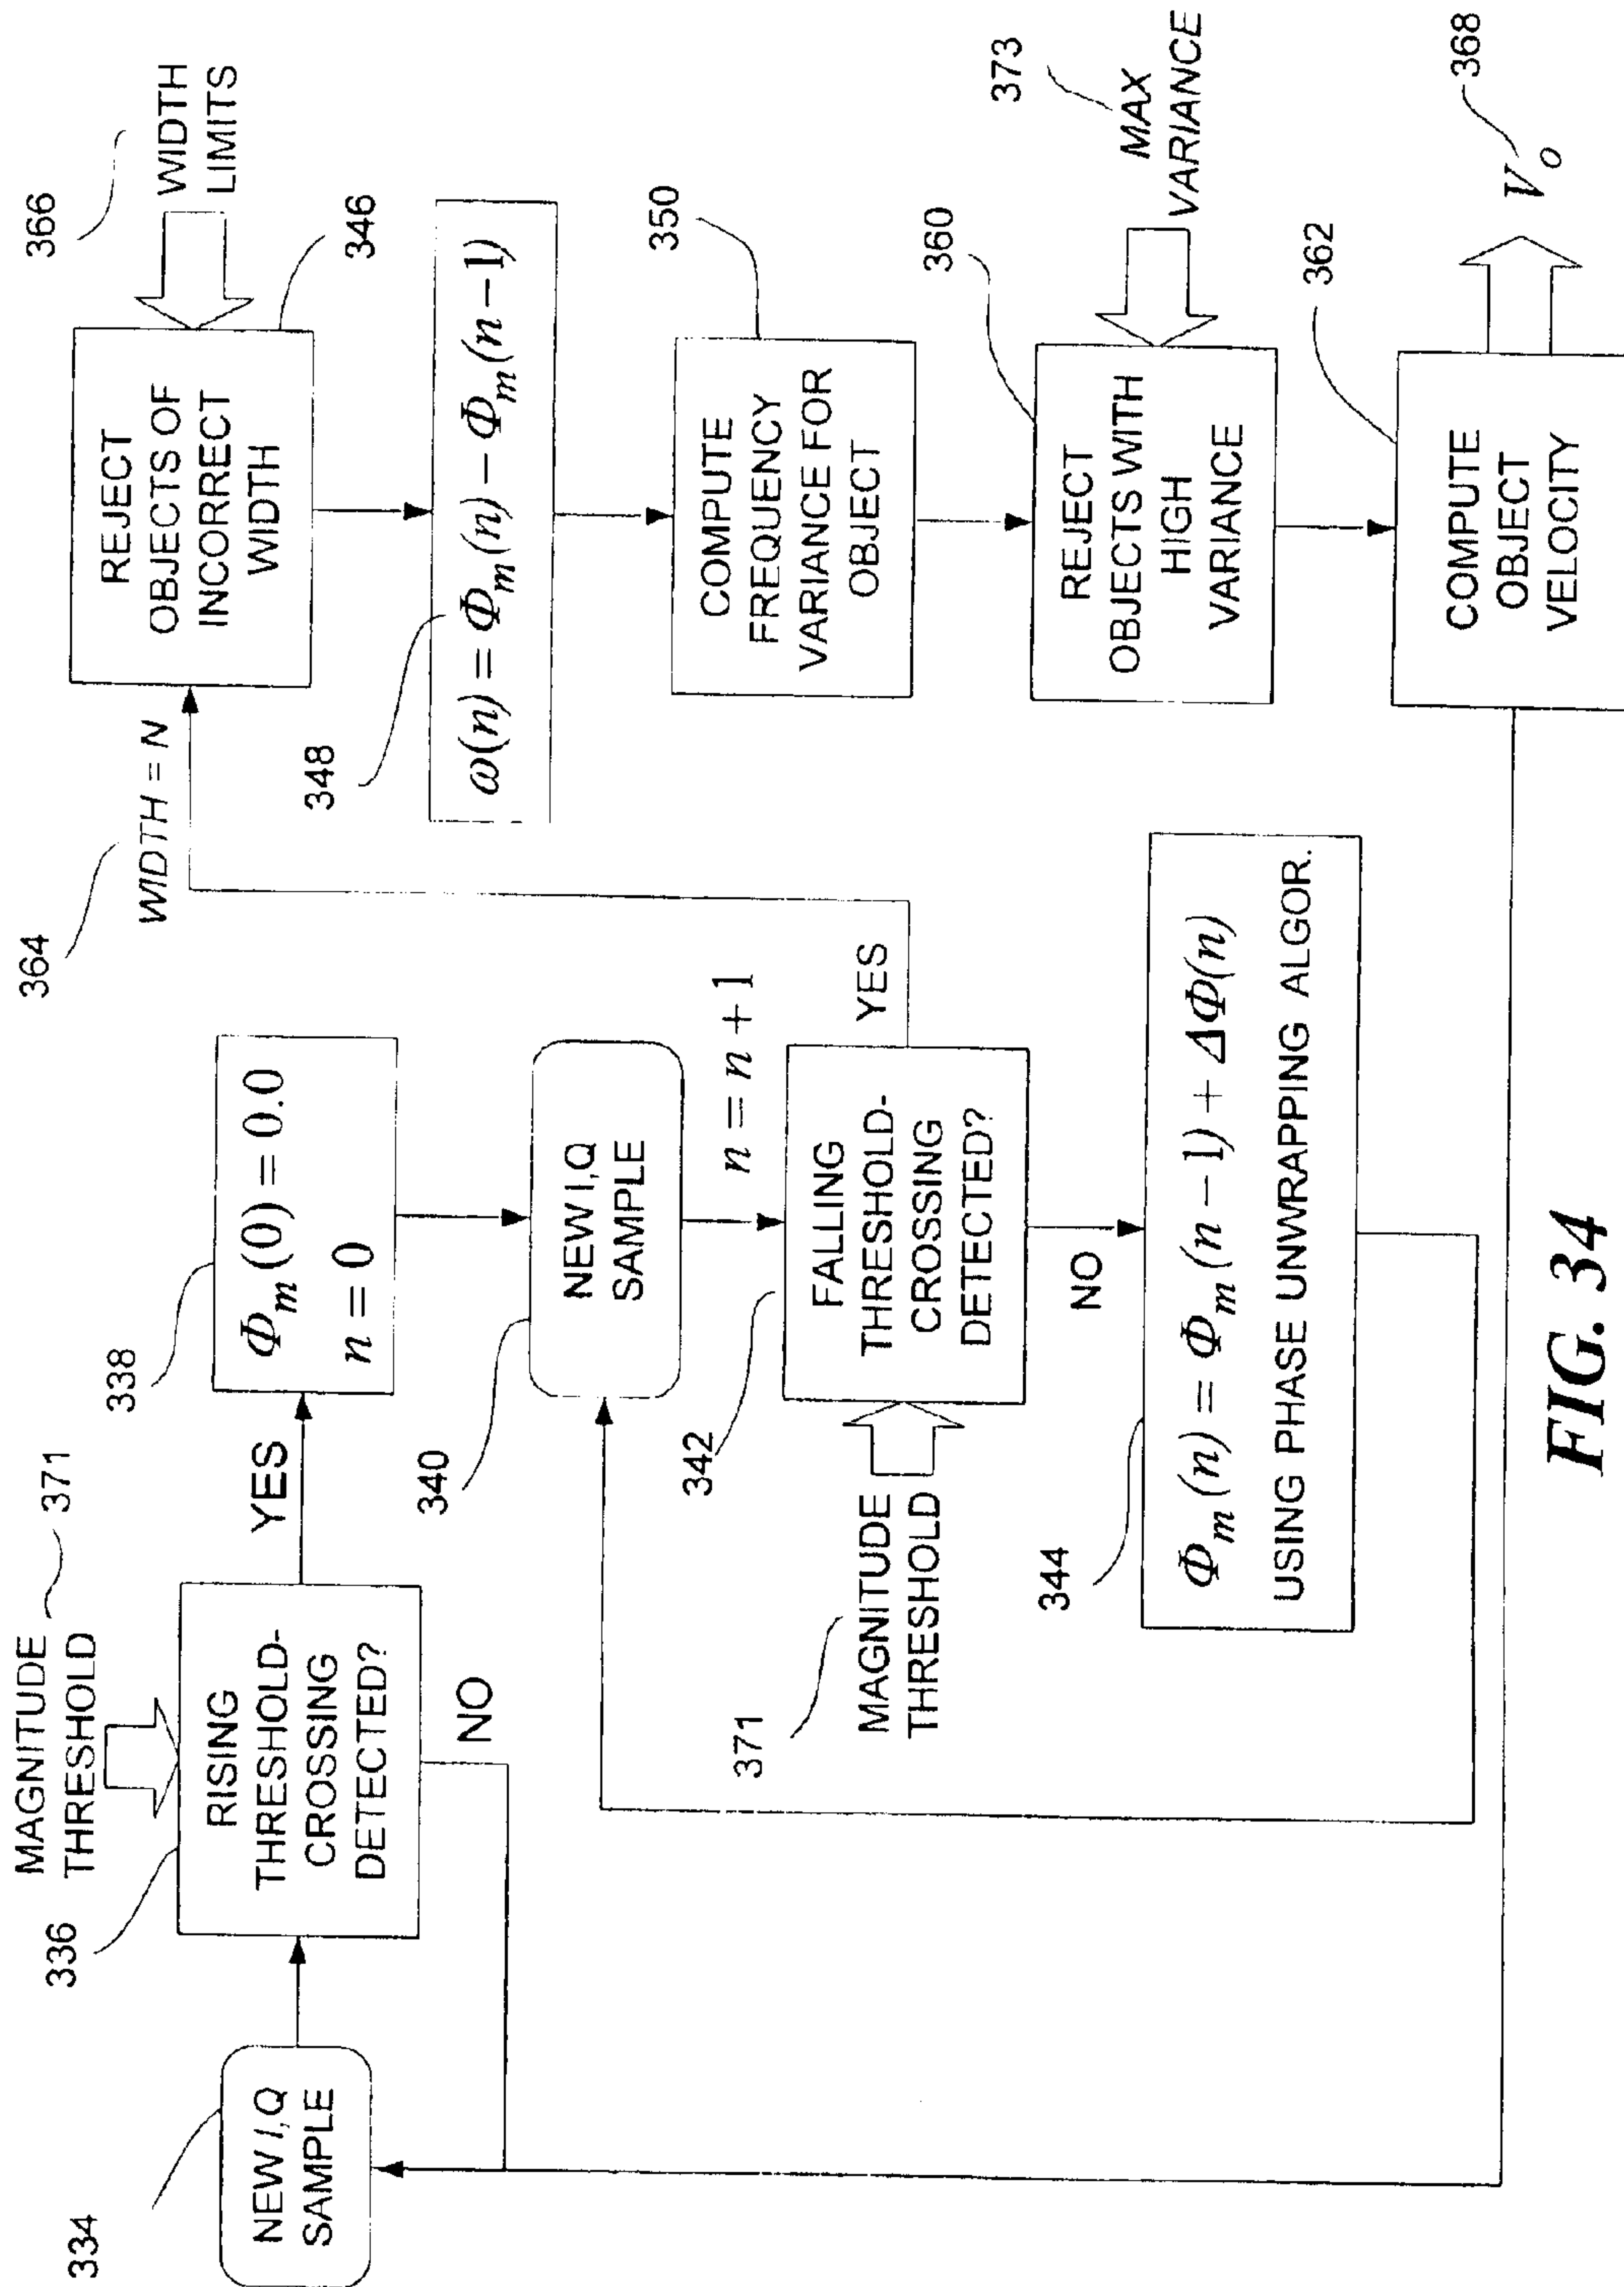 MAGNITUDE
THRESHOLD
371
336
RISING
THRESHOLD-
CROSSING
DETECTED?
YES
NO
334
NEW I,Q
SAMPLE
338
Φm(0) = 0.0
n = 0
340
NEW I,Q
SAMPLE
n = n + 1
342
FALLING
THRESHOLD-
CROSSING
DETECTED?
YES
NO
371
MAGNITUDE
THRESHOLD
344
Φm(n) = Φm(n − 1) + ΔΦ(n)
USING PHASE UNWRAPPING ALGOR.
364
WIDTH = N
366
WIDTH
LIMITS
346
REJECT
OBJECTS OF
INCORRECT
WIDTH
348
ω(n) = Φm(n) − Φm(n − 1)
350
COMPUTE
FREQUENCY
VARIANCE FOR
OBJECT
360
REJECT
OBJECTS WITH
HIGH
VARIANCE
373
MAX
VARIANCE
362
COMPUTE
OBJECT
VELOCITY
Vo
368
FIG. 34